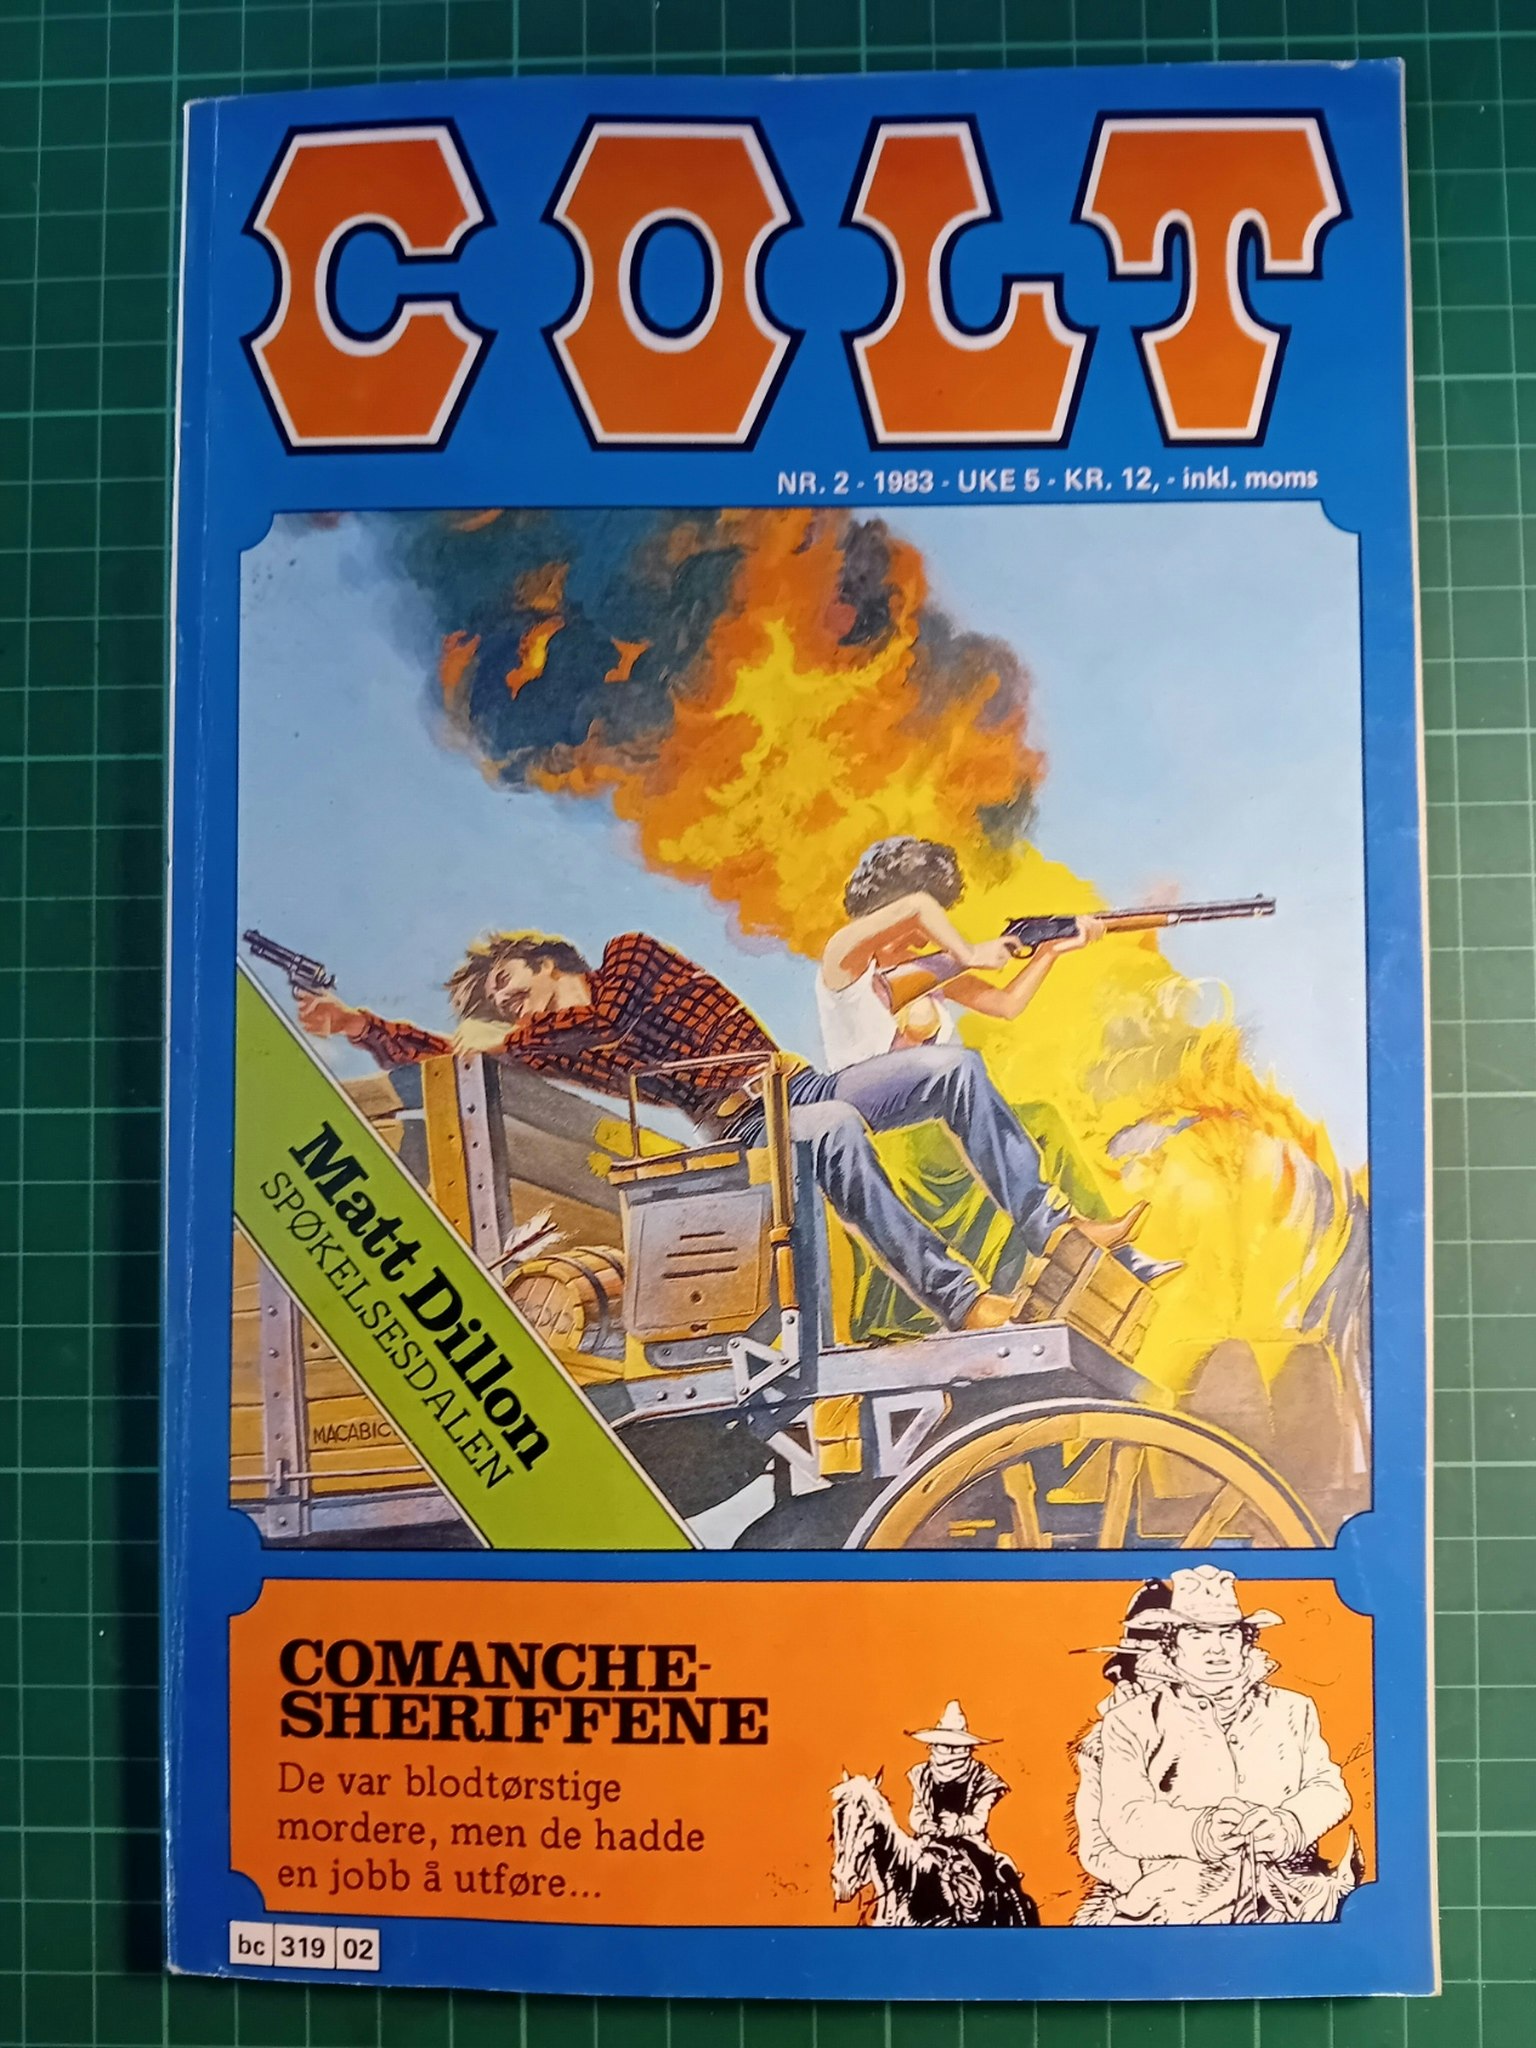 COLT
NR. 2 - 1983 - UKE 5 - KR. 12,- inkl. moms
Matt Dillon
SPØKELSESDALEN
COMANCHE-
SHERIFFENE
De var blodtørstige
mordere, men de hadde
en jobb å utføre...
bc 319 02